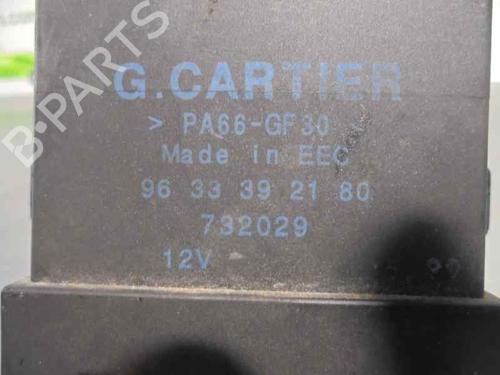 B-PARTS
G.CARTIER
> PA66-GF30
Made in EEC
96 33 39 21 80
732029
12V